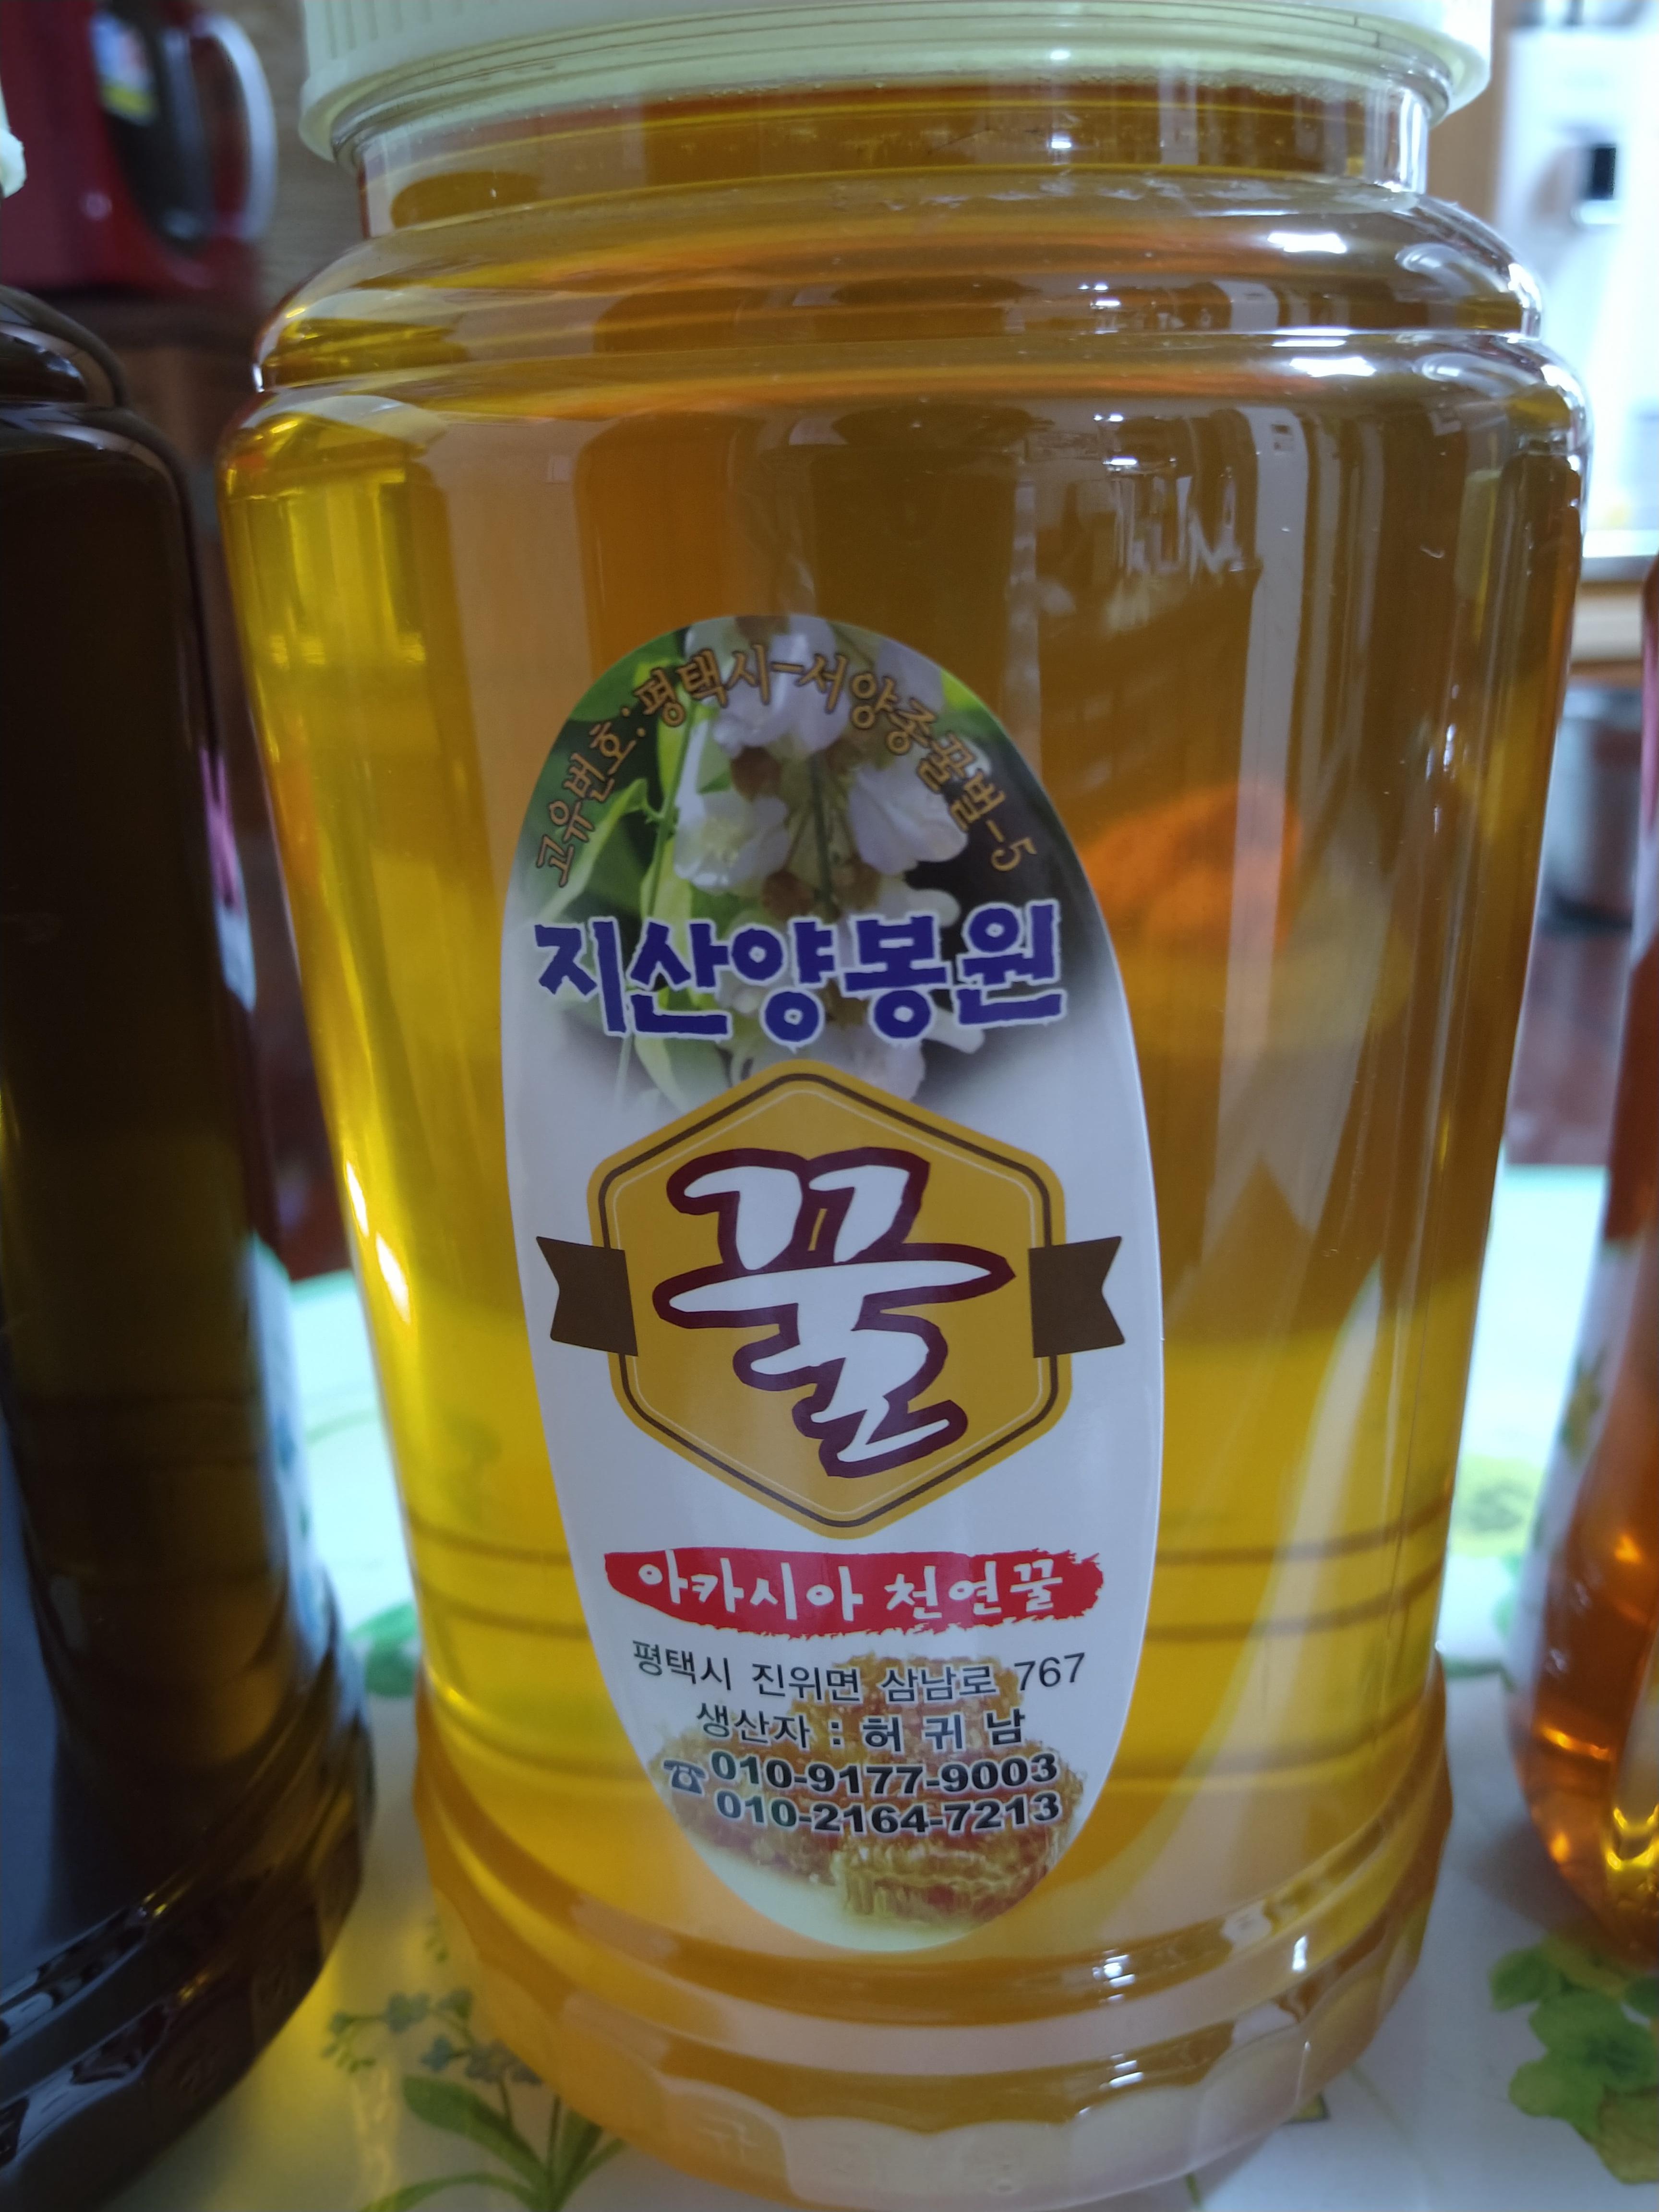 고유번호:평택시-서양종꿀벌-5
지산양봉원
꿀
아카시아 천연꿀
평택시 진위면 삼남로 767
생산자 : 허 귀 남
☎010-9177-9003
010-2164-7213